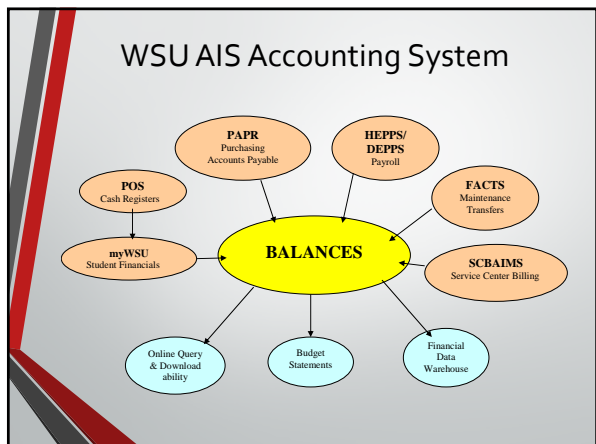 WSU AIS Accounting System
PAPR
Purchasing
Accounts Payable
HEPPS/
DEPPS
Payroll
POS
Cash Registers
FACTS
Maintenance
Transfers
myWSU
Student Financials
BALANCES
SCBAIMS
Service Center Billing
Online Query
& Download
ability
Budget
Statements
Financial
Data
Warehouse